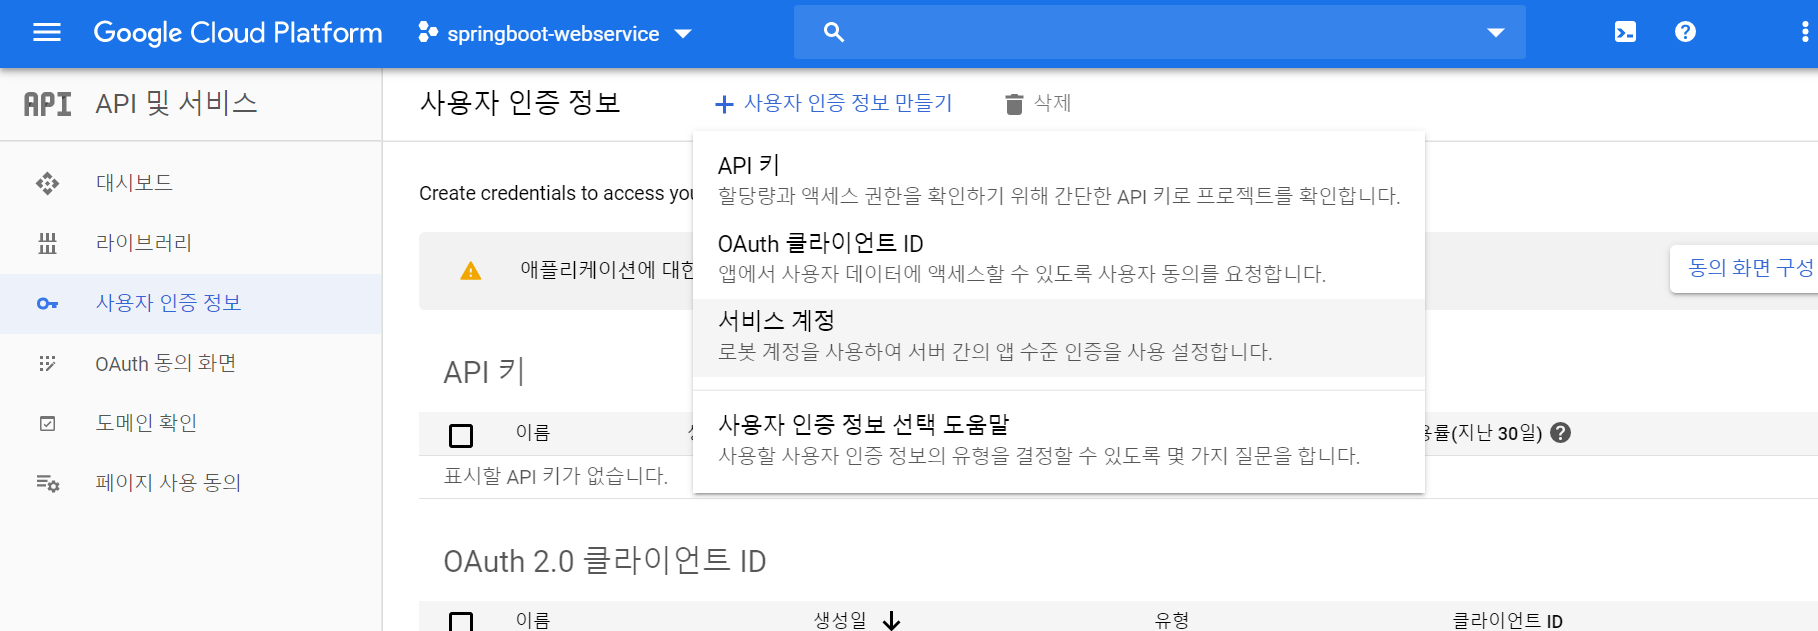 Google Cloud Platform
springboot-webservice
API API 및 서비스
대시보드
라이브러리
사용자 인증 정보
OAuth 동의 화면
도메인 확인
페이지 사용 동의
사용자 인증 정보
사용자 인증 정보 만들기
삭제
Create credentials to access
애플리케이션에
동의 화면 구성
API 키
할당량과 액세스 권한을 확인하기 위해 간단한 API 키로 프로젝트를 확인합니다.
OAuth 클라이언트 ID
앱에서 사용자 데이터에 액세스할 수 있도록 사용자 동의를 요청합니다.
서비스 계정
로봇 계정을 사용하여 서버 간의 앱 수준 인증을 사용 설정합니다.
사용자 인증 정보 선택 도움말
사용할 사용자 인증 정보의 유형을 결정할 수 있도록 몇 가지 질문을 합니다.
API 키
이름
(지난 30일)
표시할 API 키가 없습니다.
OAuth 2.0 클라이언트 ID
이름 생성일 유형 클라이언트 ID